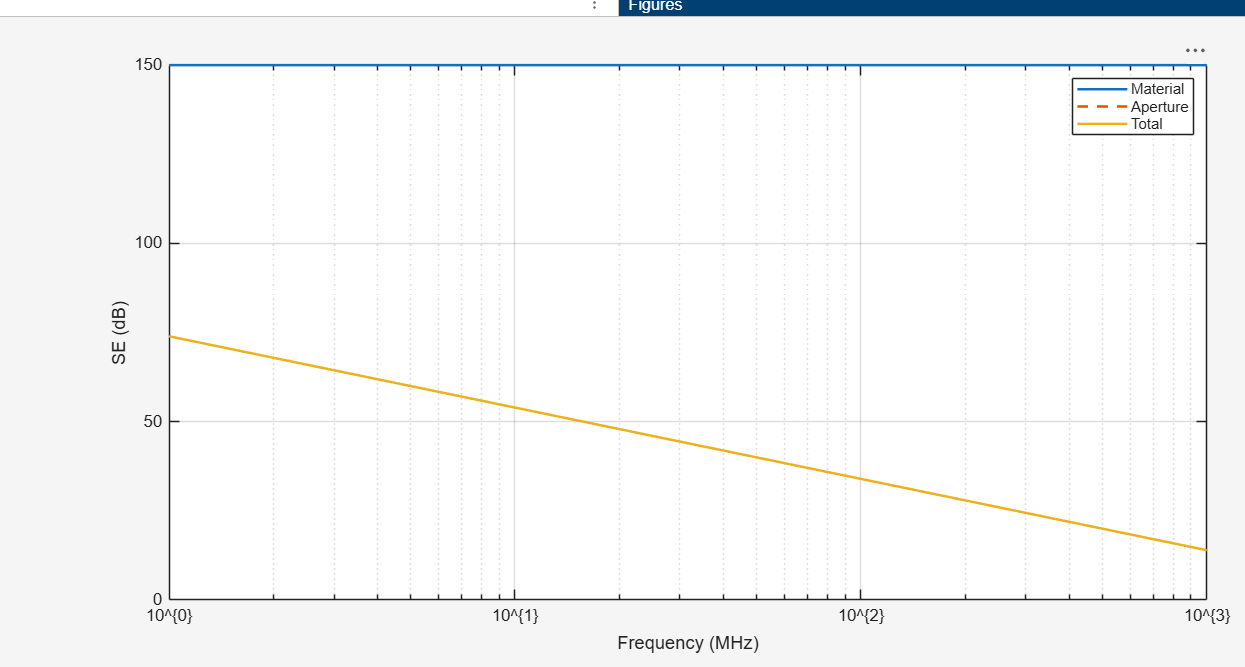 Figures
150
Material
Aperture
Total
100
SE (dB)
50
0
10^{0}
10^{1}
10^{2}
10^{3}
Frequency (MHz)